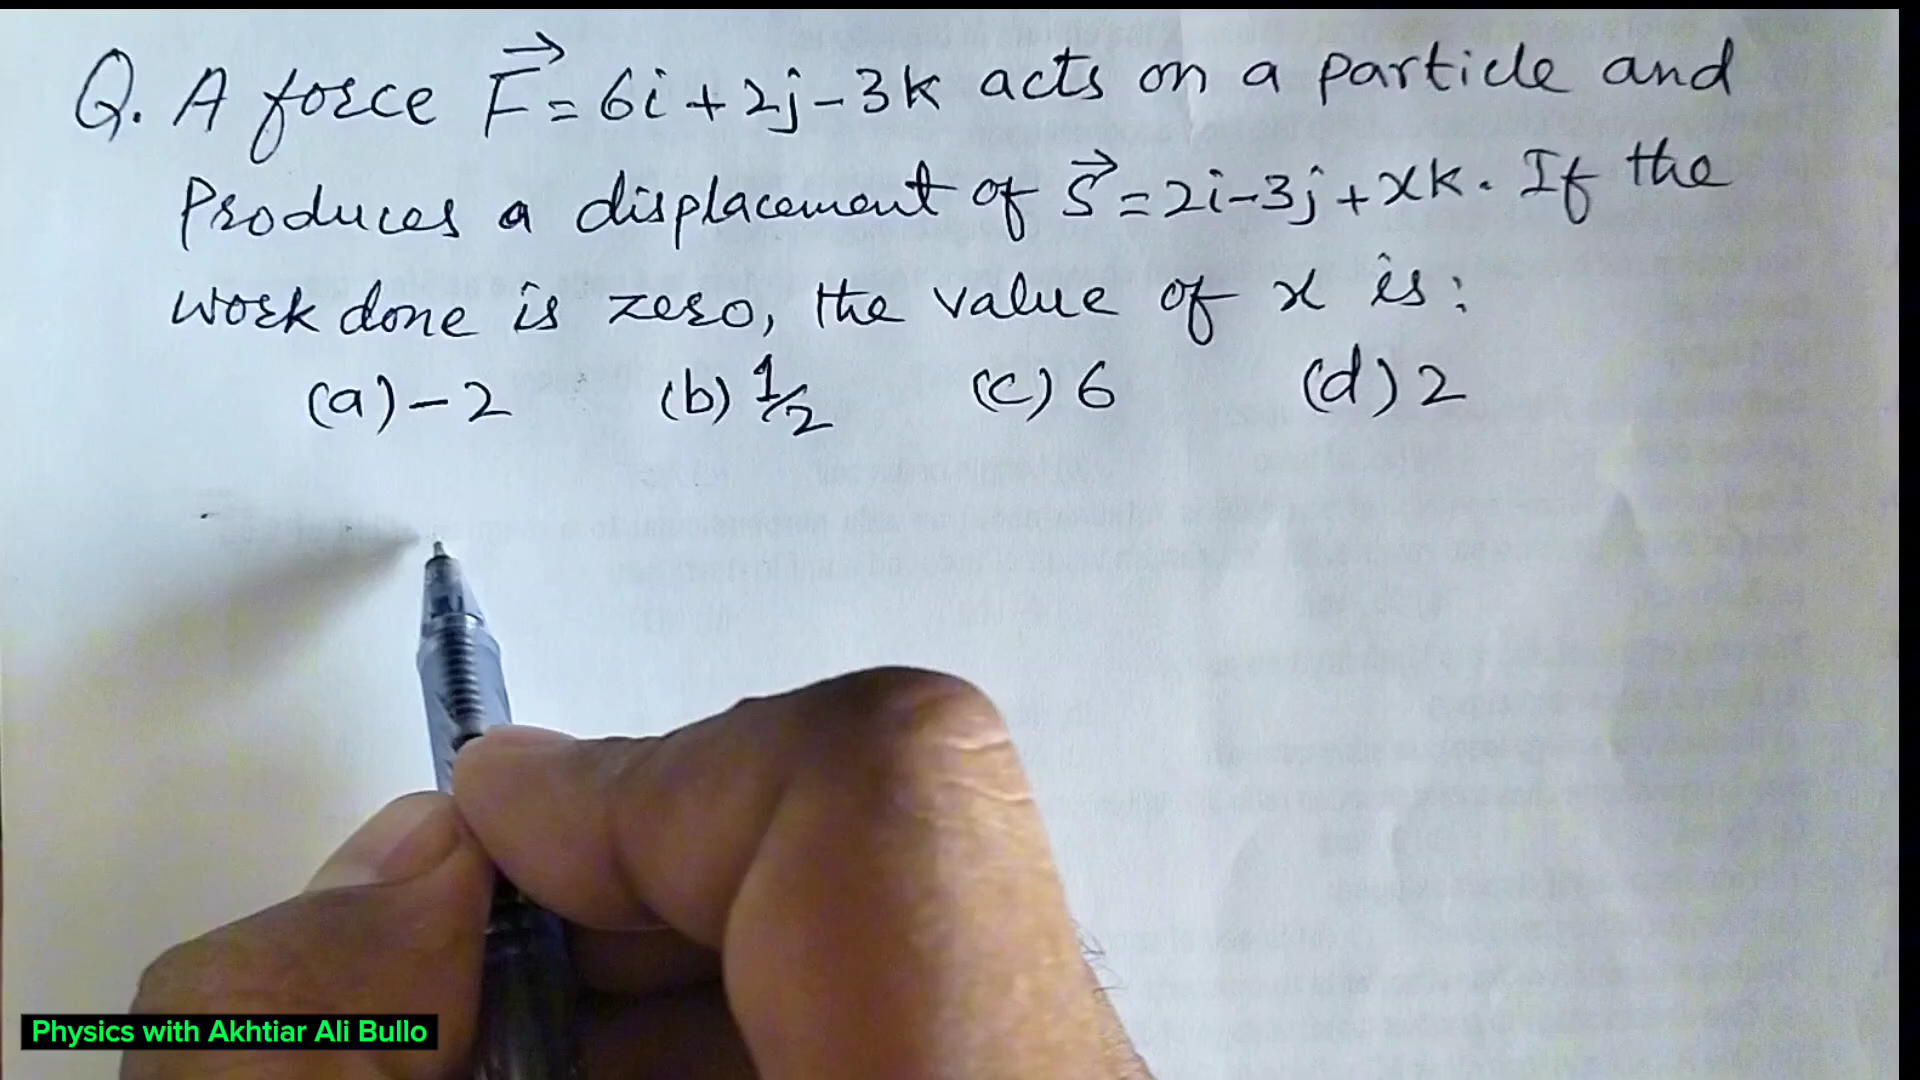 Q. A force F⃗ = 6i + 2j - 3k acts on a particle and
Produces a displacement of S⃗ = 2i - 3j + xk. If the
work done is zero, the value of x is:
(a) -2 (b) 1/2 (c) 6 (d) 2
Physics with Akhtiar Ali Bullo